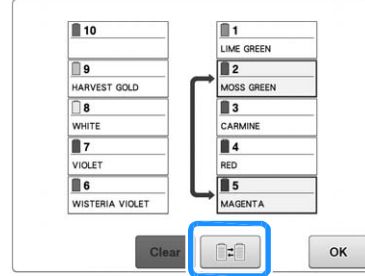 10
9
HARVEST GOLD
8
WHITE
7
VIOLET
6
WISTERIA VIOLET
1
LIME GREEN
2
MOSS GREEN
3
CARMINE
4
RED
5
MAGENTA
Clear
OK